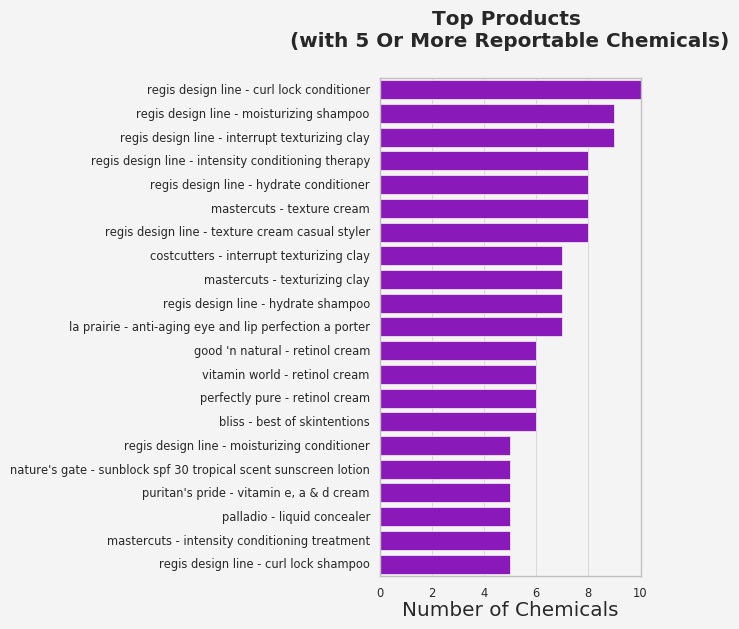 Top Products
(with 5 Or More Reportable Chemicals)
regis design line - curl lock conditioner
regis design line - moisturizing shampoo
regis design line - interrupt texturizing clay
regis design line - intensity conditioning therapy
regis design line - hydrate conditioner
mastercuts - texture cream
regis design line - texture cream casual styler
costcutters - interrupt texturizing clay
mastercuts - texturizing clay
regis design line - hydrate shampoo
la prairie - anti-aging eye and lip perfection a porter
good 'n natural - retinol cream
vitamin world - retinol cream
perfectly pure - retinol cream
bliss - best of skintentions
regis design line - moisturizing conditioner
nature's gate - sunblock spf 30 tropical scent sunscreen lotion
puritan's pride - vitamin e, a & d cream
palladio - liquid concealer
mastercuts - intensity conditioning treatment
regis design line - curl lock shampoo
0 2 4 6 8 10
Number of Chemicals